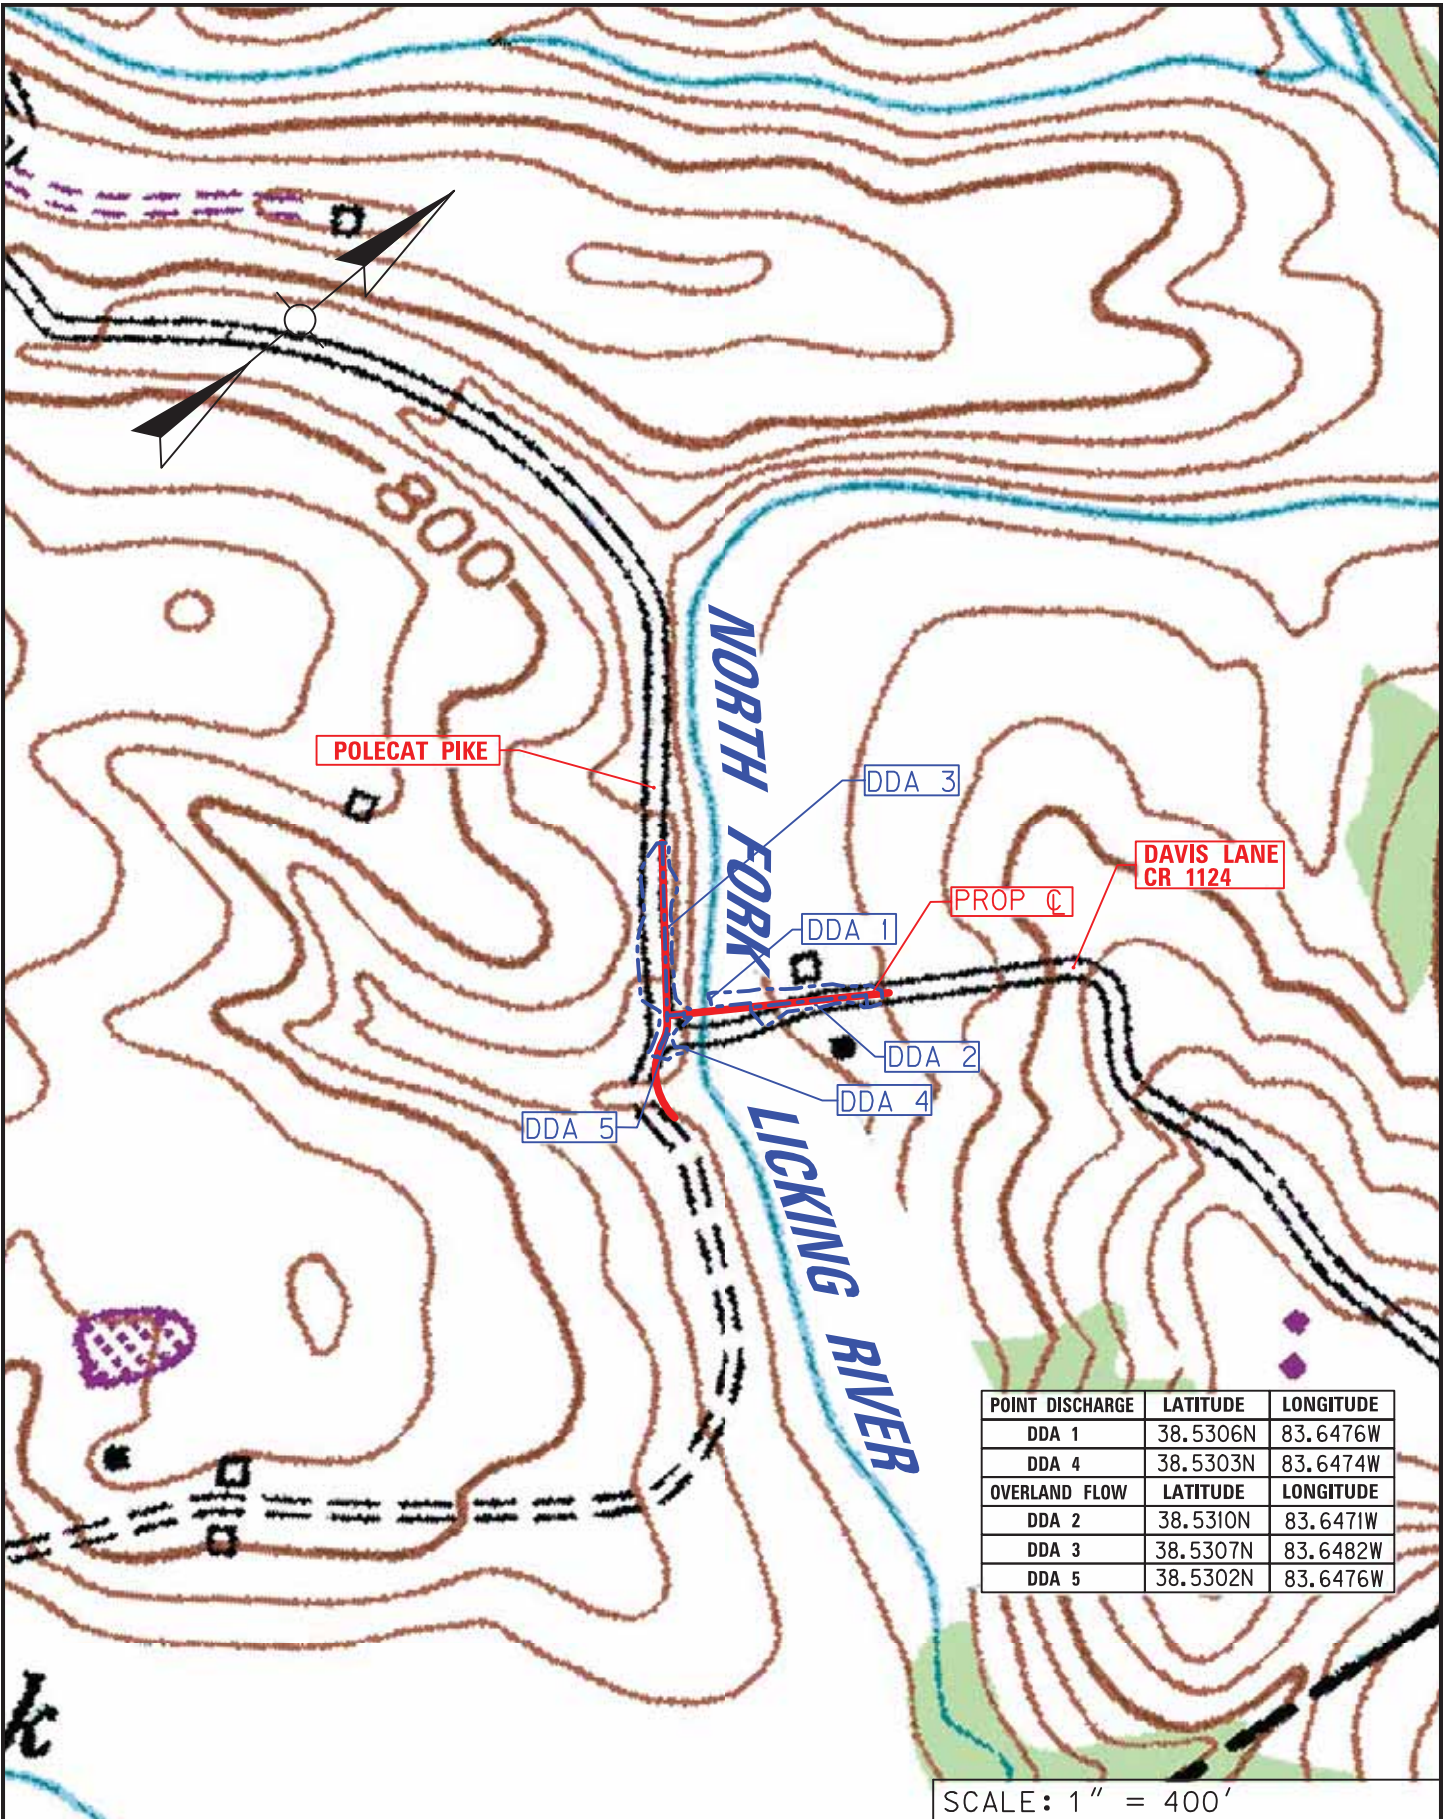 800
NORTH FORK
POLECAT PIKE
DDA 3
DAVIS LANE
CR 1124
PROP ℄
DDA 1
DDA 2
DDA 4
DDA 5
LICKING RIVER
POINT DISCHARGE LATITUDE LONGITUDE
DDA 1 38.5306N 83.6476W
DDA 4 38.5303N 83.6474W
OVERLAND FLOW LATITUDE LONGITUDE
DDA 2 38.5310N 83.6471W
DDA 3 38.5307N 83.6482W
DDA 5 38.5302N 83.6476W
k
SCALE: 1" = 400'